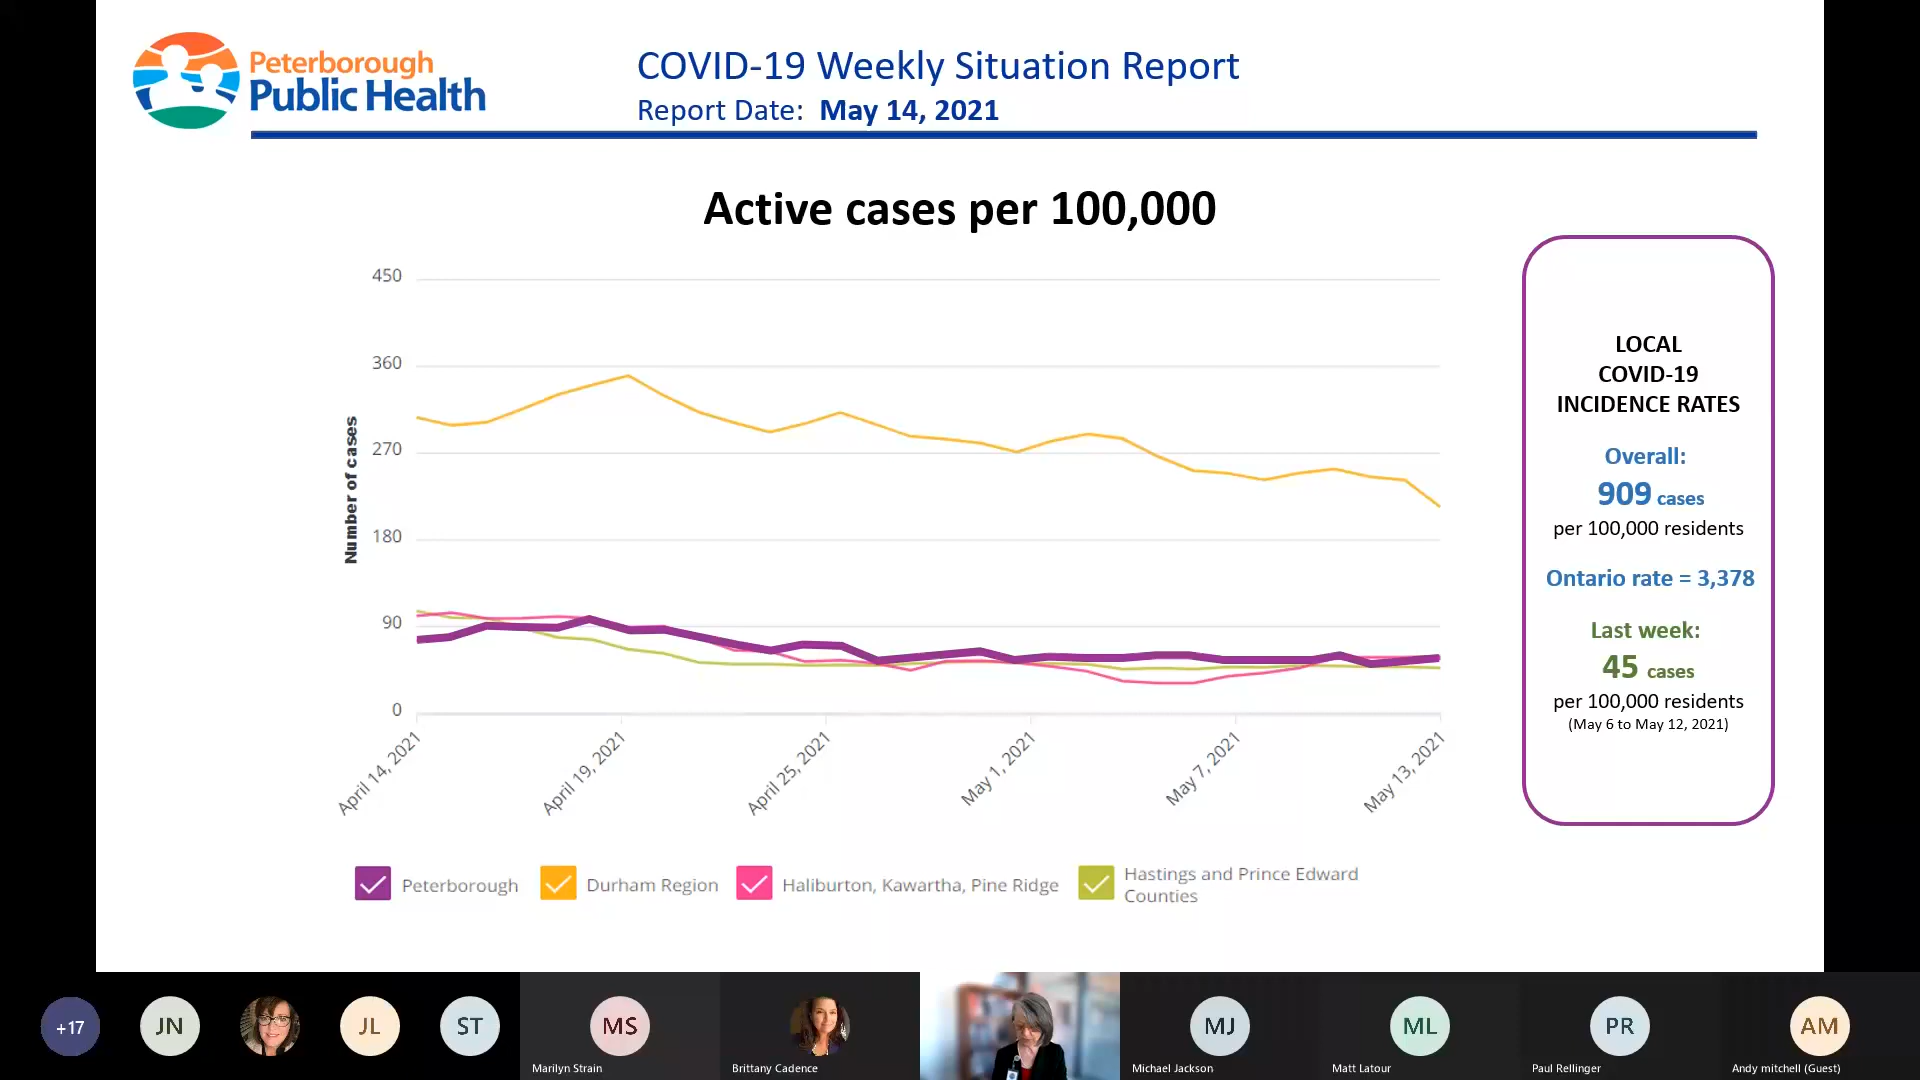 Peterborough
Public Health
COVID-19 Weekly Situation Report
Report Date: May 14, 2021
Active cases per 100,000
Number of cases
450
360
270
180
90
0
April 14, 2021
April 19, 2021
April 25, 2021
May 1, 2021
May 7, 2021
May 13, 2021
Peterborough
Durham Region
Haliburton, Kawartha, Pine Ridge
Hastings and Prince Edward
Counties
LOCAL
COVID-19
INCIDENCE RATES
Overall:
909 cases
per 100,000 residents
Ontario rate = 3,378
Last week:
45 cases
per 100,000 residents
(May 6 to May 12, 2021)
+17
JN
JL
ST
MS
Marilyn Strain
Brittany Cadence
MJ
Michael Jackson
ML
Matt Latour
PR
Paul Rellinger
AM
Andy mitchell (Guest)